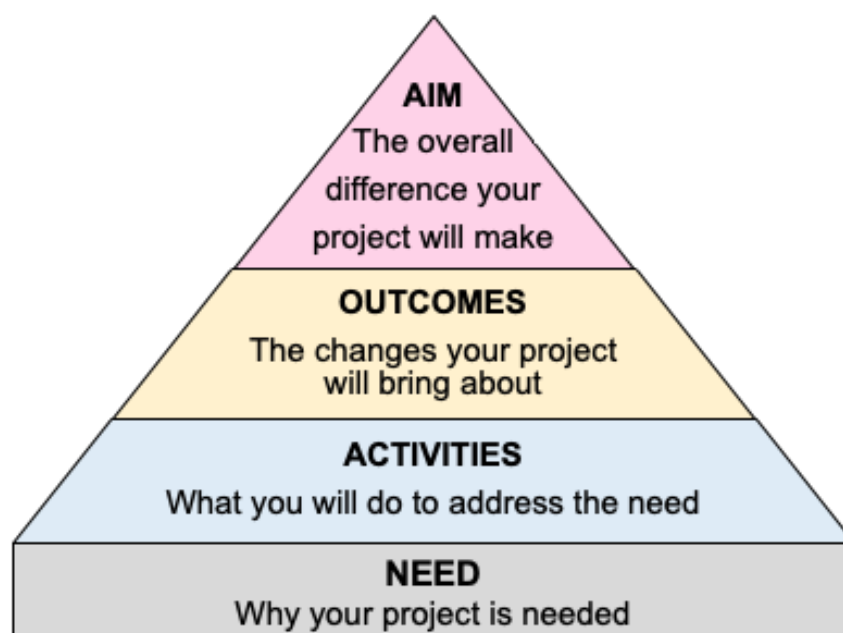 AIM
The overall
difference your
project will make
OUTCOMES
The changes your project
will bring about
ACTIVITIES
What you will do to address the need
NEED
Why your project is needed